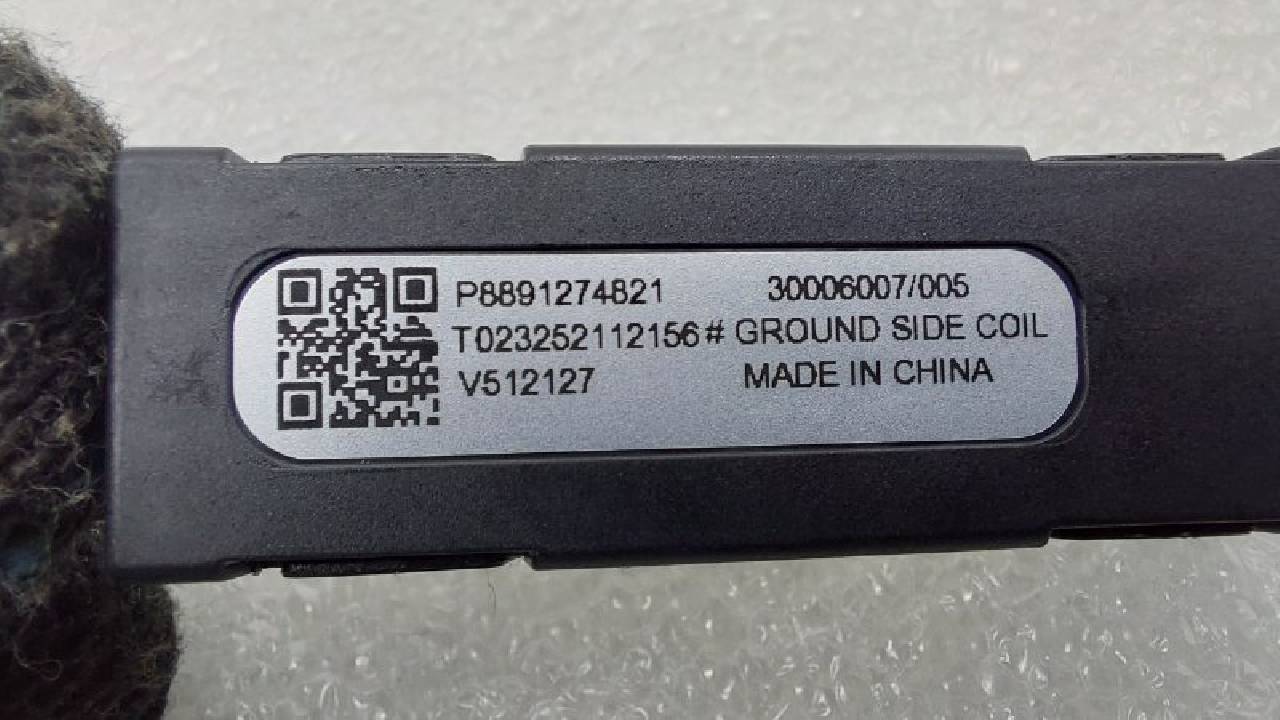 P8891274821 30006007/005
T023252112156# GROUND SIDE COIL
V512127 MADE IN CHINA